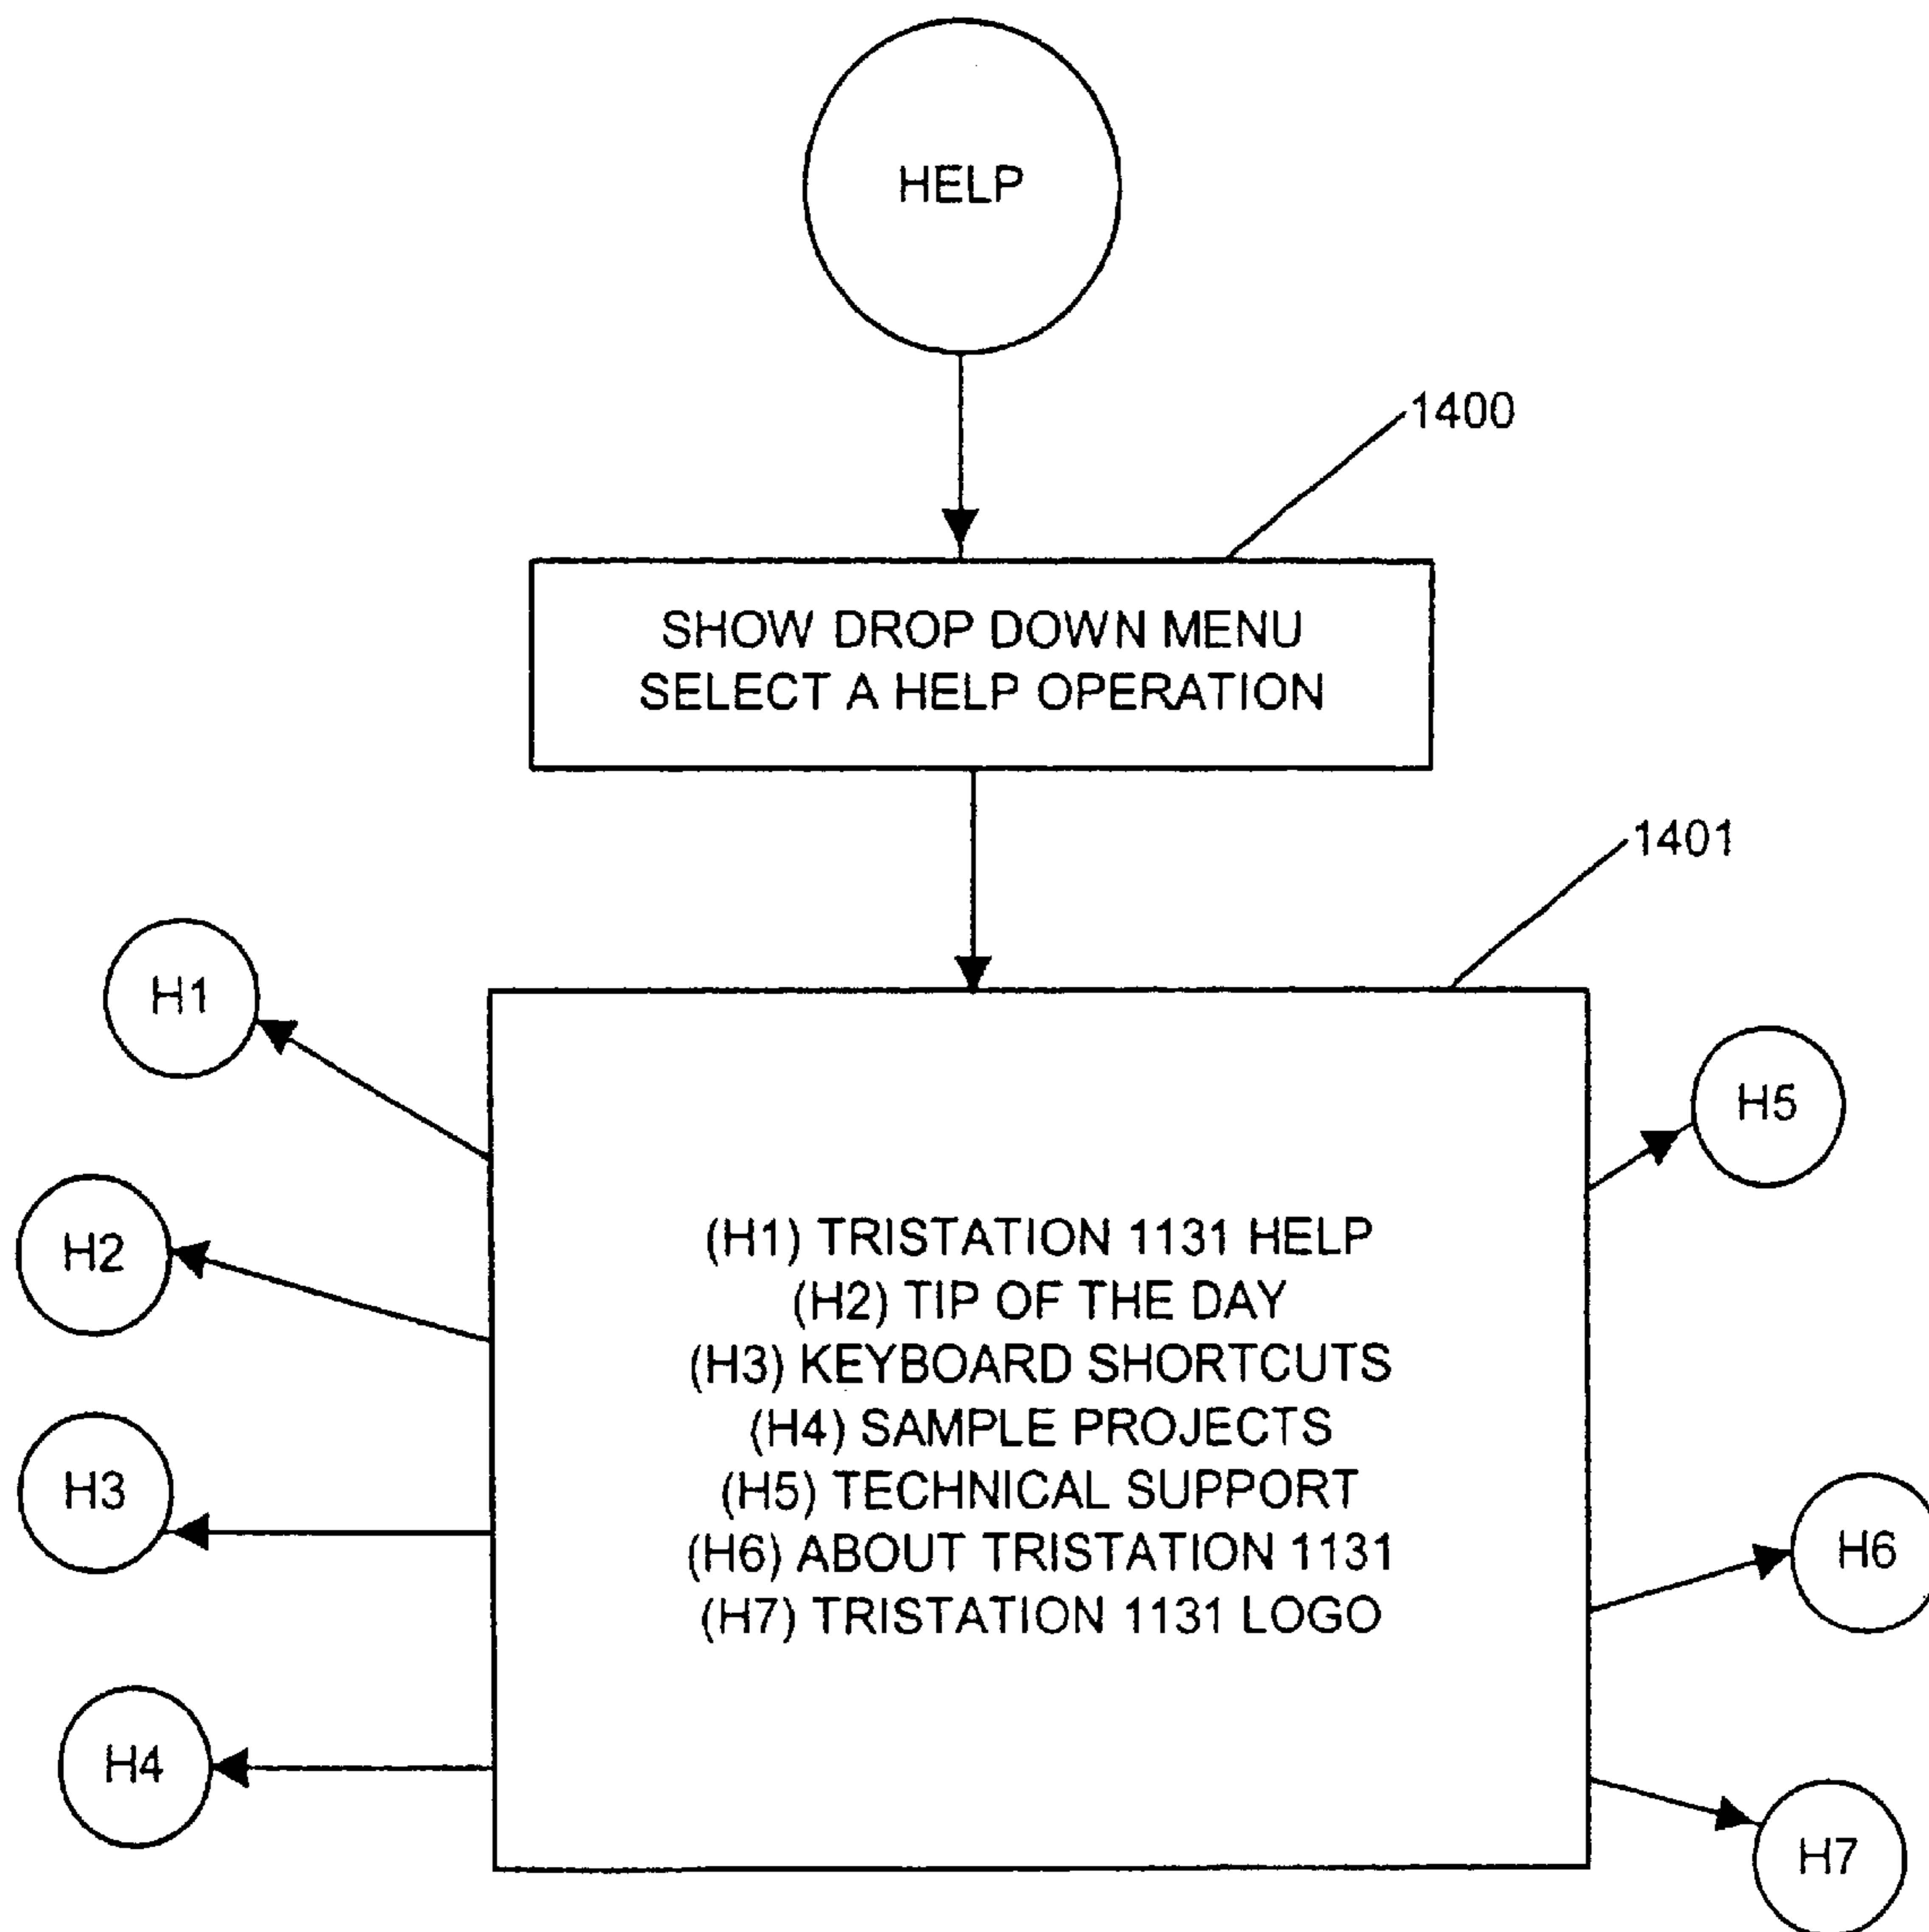 HELP
1400
SHOW DROP DOWN MENU
SELECT A HELP OPERATION
1401
H1
H5
H2
(H1) TRISTATION 1131 HELP
(H2) TIP OF THE DAY
(H3) KEYBOARD SHORTCUTS
(H4) SAMPLE PROJECTS
(H5) TECHNICAL SUPPORT
(H6) ABOUT TRISTATION 1131
(H7) TRISTATION 1131 LOGO
H3
H6
H4
H7